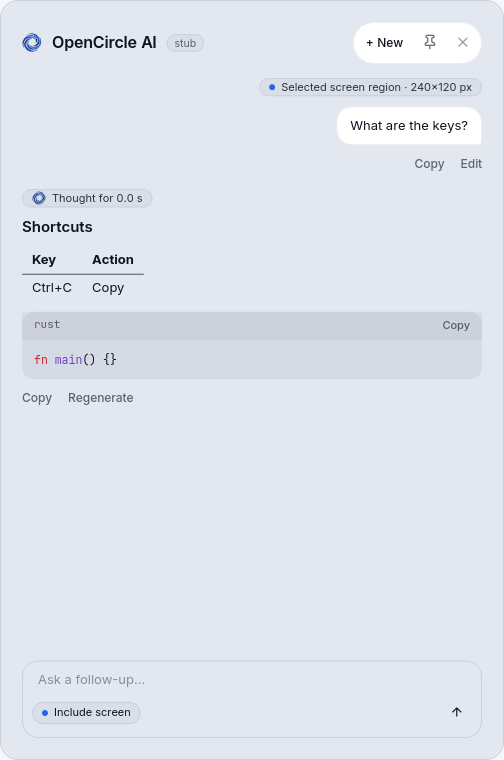 OpenCircle AI stub + New
Selected screen region · 240×120 px
What are the keys?
Copy Edit
Thought for 0.0 s
Shortcuts
Key Action
Ctrl+C Copy
rust Copy
fn main() {}
Copy Regenerate
Ask a follow-up...
Include screen